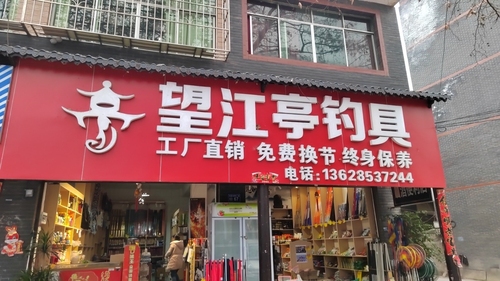 望江亭钓具
工厂直销 免费换节 终身保养
电话:13628537244